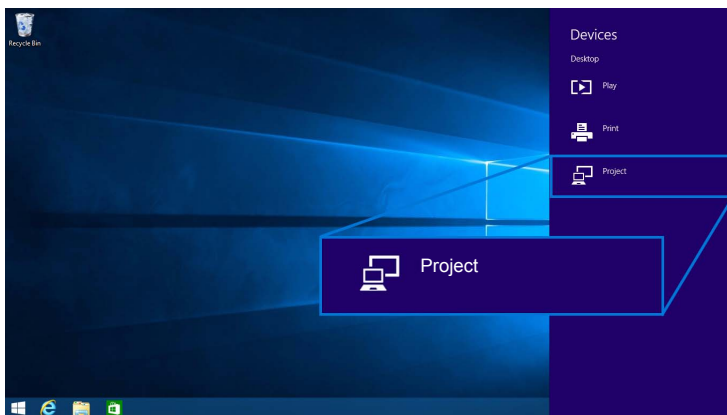 Recycle Bin
Devices
Desktop
Play
Print
Project
Project